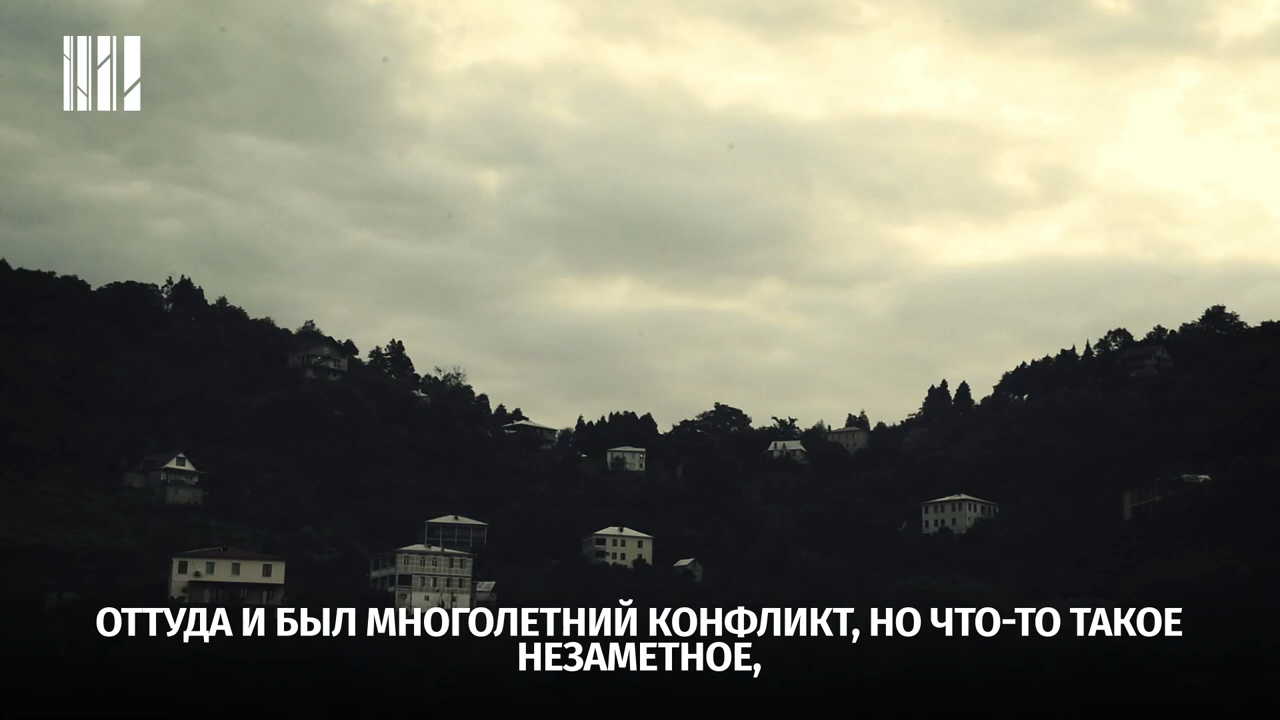 ОТТУДА И БЫЛ МНОГОЛЕТНИЙ КОНФЛИКТ, НО ЧТО-ТО ТАКОЕ
НЕЗАМЕТНОЕ,